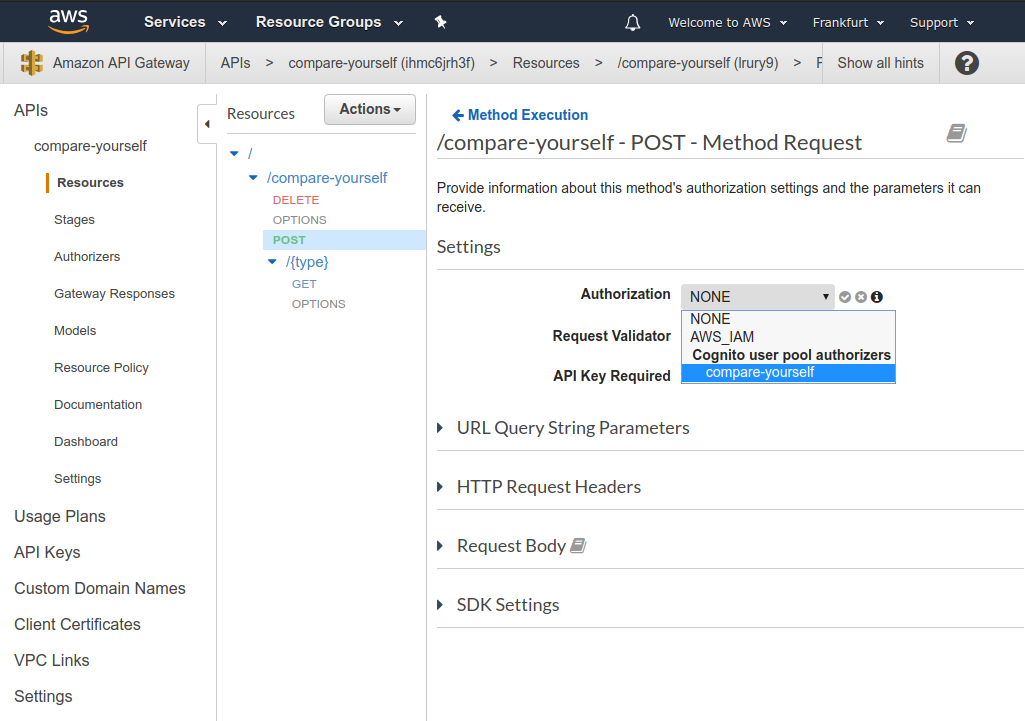 aws Services Resource Groups Welcome to AWS Frankfurt Support
Amazon API Gateway APIs > compare-yourself (ihmc6jrh3f) > Resources > /compare-yourself (lrury9) > Show all hints ?
APIs
compare-yourself
Resources
Stages
Authorizers
Gateway Responses
Models
Resource Policy
Documentation
Dashboard
Settings
Usage Plans
API Keys
Custom Domain Names
Client Certificates
VPC Links
Settings
Resources Actions
/
/compare-yourself
DELETE
OPTIONS
POST
/{type}
GET
OPTIONS
Method Execution
/compare-yourself - POST - Method Request
Provide information about this method's authorization settings and the parameters it can
receive.
Settings
Authorization NONE
NONE
Request Validator AWS_IAM
Cognito user pool authorizers
API Key Required compare-yourself
URL Query String Parameters
HTTP Request Headers
Request Body
SDK Settings